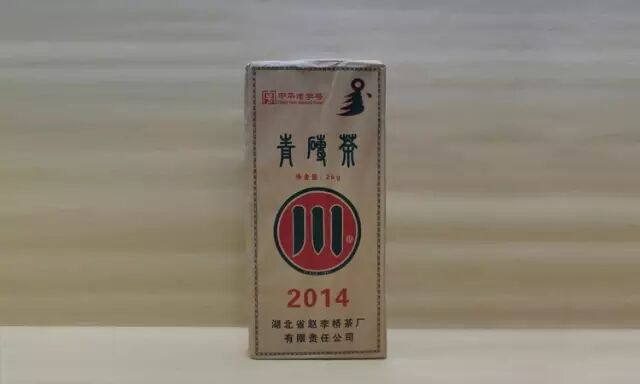 中华老字号
青砖茶
净含量：2kg
川
2014
湖北省赵李桥茶厂
有限责任公司